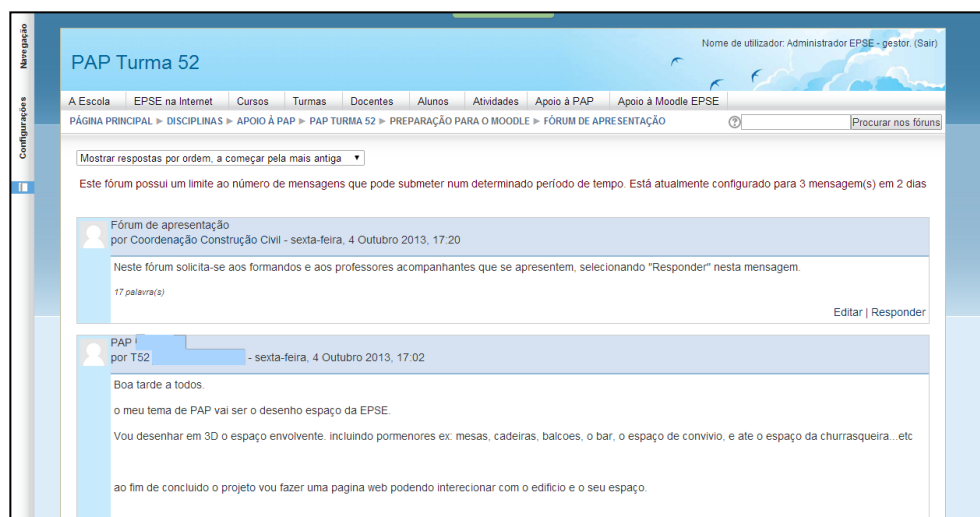 Navegação
Configurações
Nome de utilizador: Administrador EPSE - gestor. (Sair)
PAP Turma 52
A Escola EPSE na Internet Cursos Turmas Docentes Alunos Atividades Apoio à PAP Apoio à Moodle EPSE
PÁGINA PRINCIPAL ► DISCIPLINAS ► APOIO À PAP ► PAP TURMA 52 ► PREPARAÇÃO PARA O MOODLE ► FÓRUM DE APRESENTAÇÃO Procurar nos fóruns
Mostrar respostas por ordem, a começar pela mais antiga
Este fórum possui um limite ao número de mensagens que pode submeter num determinado período de tempo. Está atualmente configurado para 3 mensagem(s) em 2 dias
Fórum de apresentação
por Coordenação Construção Civil - sexta-feira, 4 Outubro 2013, 17:20
Neste fórum solicita-se aos formandos e aos professores acompanhantes que se apresentem, selecionando "Responder" nesta mensagem.
17 palavra(s)
Editar | Responder
PAP
por T52 - sexta-feira, 4 Outubro 2013, 17:02
Boa tarde a todos.
o meu tema de PAP vai ser o desenho espaço da EPSE.
Vou desenhar em 3D o espaço envolvente. incluindo pormenores ex: mesas, cadeiras, balcoes, o bar, o espaço de convivio, e ate o espaço da churrasqueira...etc
ao fim de concluido o projeto vou fazer uma pagina web podendo interecionar com o edificio e o seu espaço.